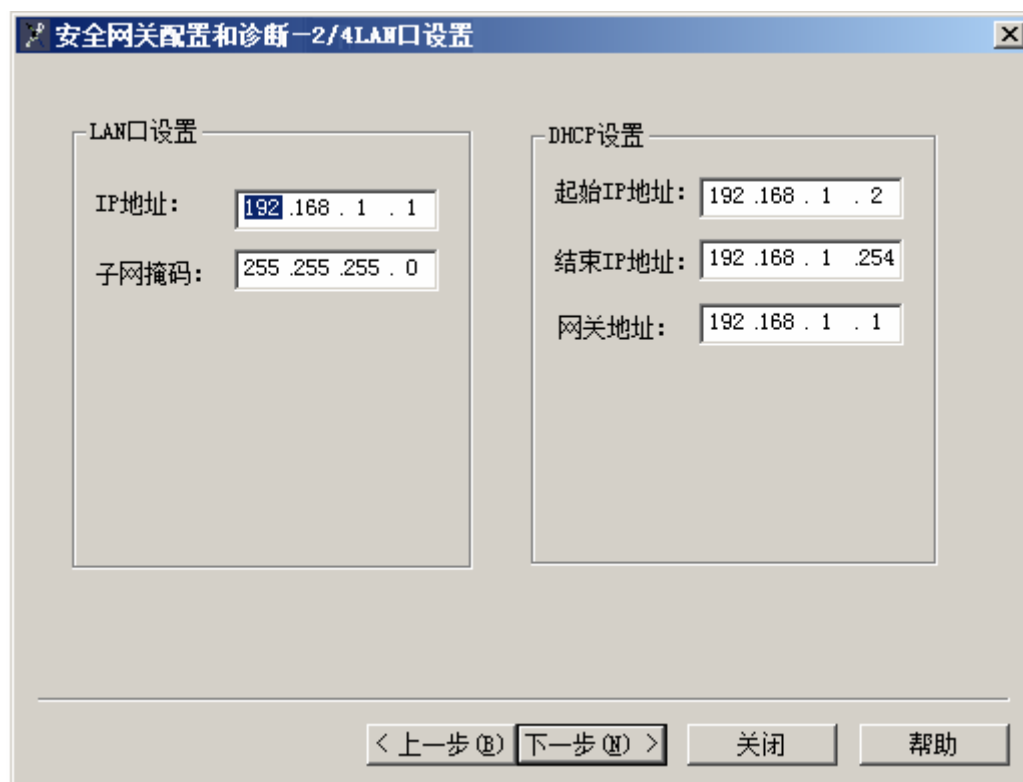 安全网关配置和诊断-2/4LAN口设置
LAN口设置
IP地址: 192 .168 . 1 . 1
子网掩码: 255 .255 .255 . 0
DHCP设置
起始IP地址: 192 .168 . 1 . 2
结束IP地址: 192 .168 . 1 .254
网关地址: 192 .168 . 1 . 1
< 上一步(B) 下一步(N) > 关闭 帮助